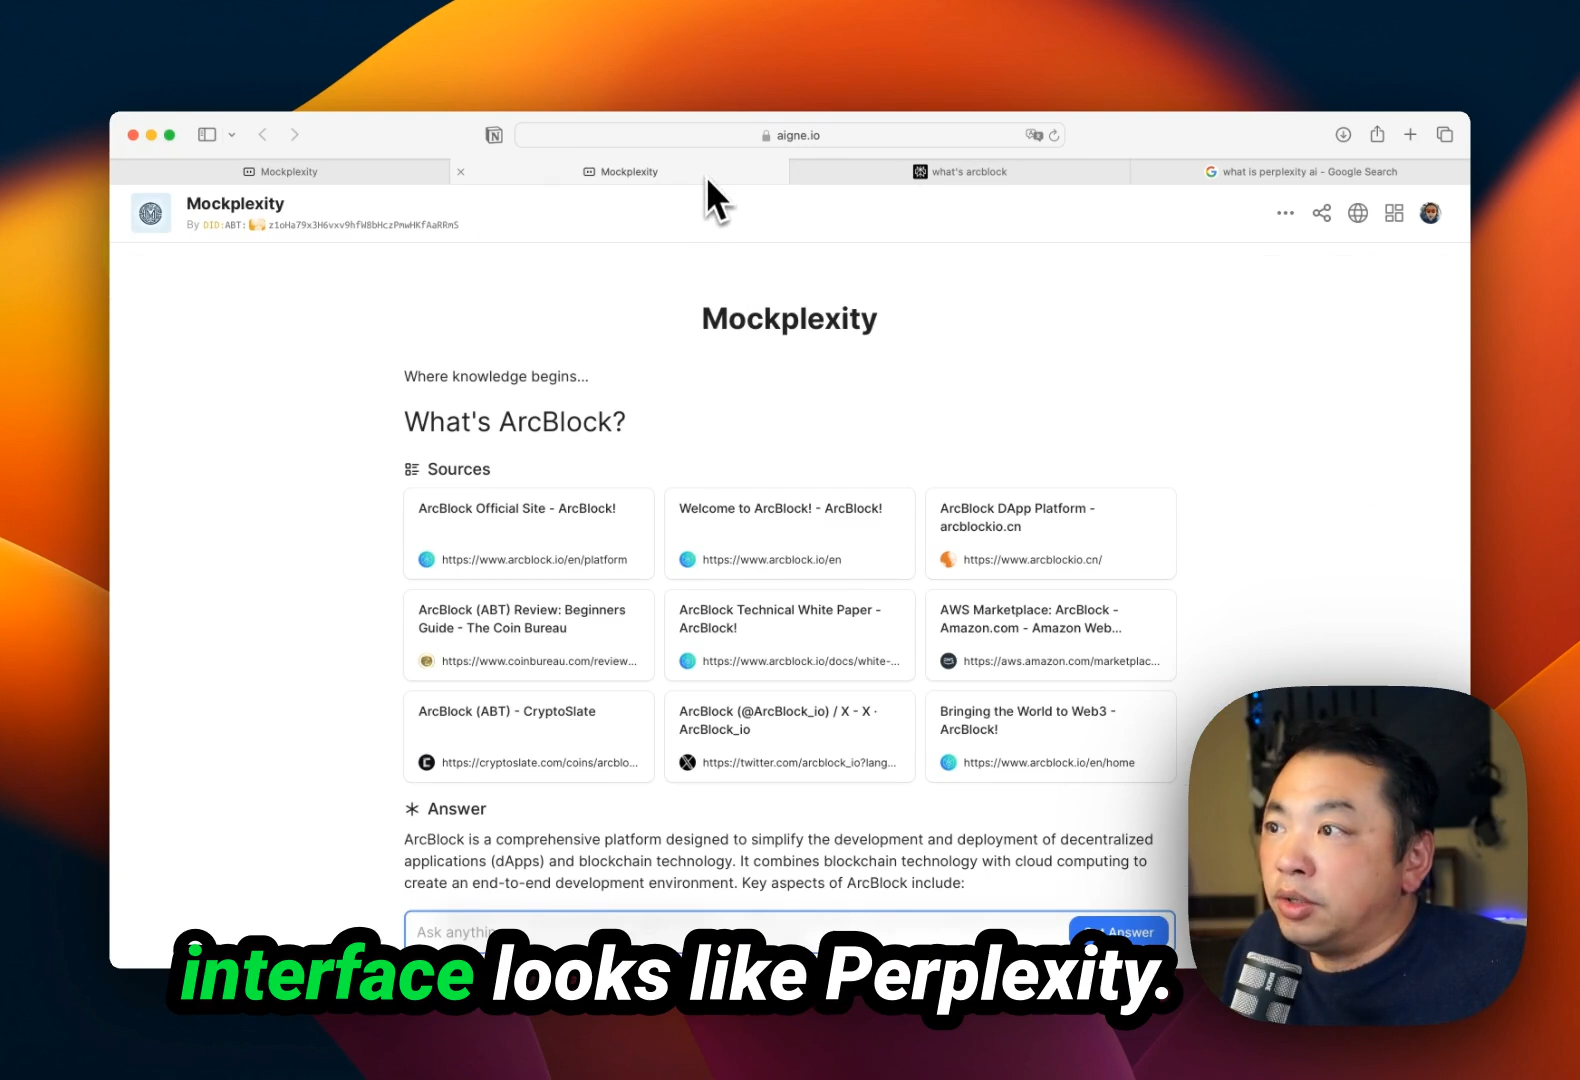 aigne.io
Mockplexity
Mockplexity
what's arcblock
what is perplexity ai - Google Search
Mockplexity
By DID:ABT: z1oHa79x3H6vxv9hfW8bHczPmwHKfAaRRmS
Mockplexity
Where knowledge begins...
What's ArcBlock?
Sources
ArcBlock Official Site - ArcBlock!
https://www.arcblock.io/en/platform
Welcome to ArcBlock! - ArcBlock!
https://www.arcblock.io/en
ArcBlock DApp Platform -
arcblockio.cn
https://www.arcblockio.cn/
ArcBlock (ABT) Review: Beginners
Guide - The Coin Bureau
https://www.coinbureau.com/review...
ArcBlock Technical White Paper -
ArcBlock!
https://www.arcblock.io/docs/white-...
AWS Marketplace: ArcBlock -
Amazon.com - Amazon Web...
https://aws.amazon.com/marketplac...
ArcBlock (ABT) - CryptoSlate
https://cryptoslate.com/coins/arcblo...
ArcBlock (@ArcBlock_io) / X - X ·
ArcBlock_io
https://twitter.com/arcblock_io?lang...
Bringing the World to Web3 -
ArcBlock!
https://www.arcblock.io/en/home
Answer
ArcBlock is a comprehensive platform designed to simplify the development and deployment of decentralized
applications (dApps) and blockchain technology. It combines blockchain technology with cloud computing to
create an end-to-end development environment. Key aspects of ArcBlock include:
Ask
Answer
interface looks like Perplexity.